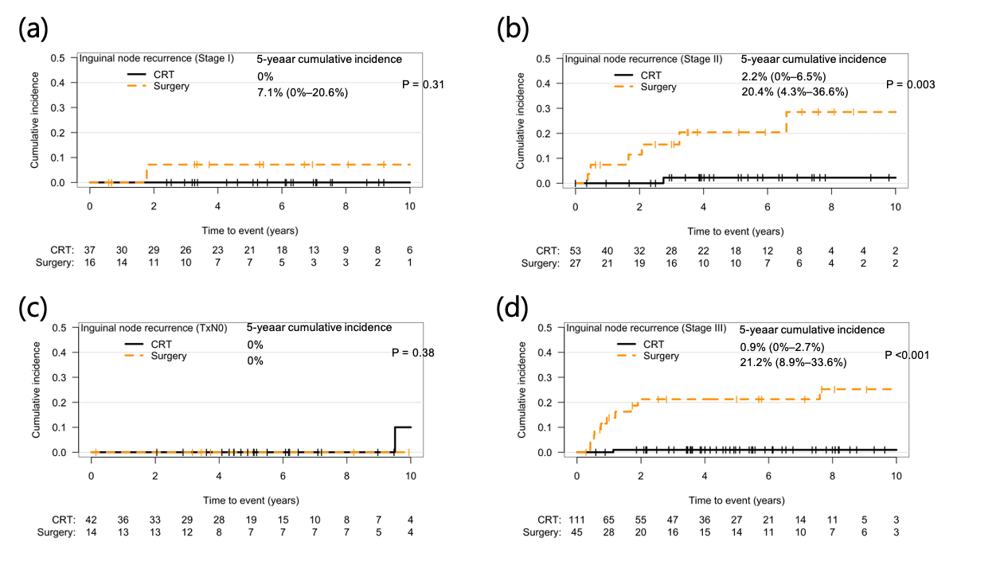 (a)
Inguinal node recurrence (Stage I)
5-yeaar cumulative incidence
CRT
0%
Surgery
7.1% (0%–20.6%)
P = 0.31
Cumulative incidence
0.5
0.4
0.3
0.2
0.1
0.0
0 2 4 6 8 10
Time to event (years)
CRT: 37 30 29 26 23 21 18 13 9 8 6
Surgery: 16 14 11 10 7 7 5 3 3 2 1
(b)
Inguinal node recurrence (Stage II)
5-yeaar cumulative incidence
CRT
2.2% (0%–6.5%)
Surgery
20.4% (4.3%–36.6%)
P = 0.003
Cumulative incidence
0.5
0.4
0.3
0.2
0.1
0.0
0 2 4 6 8 10
Time to event (years)
CRT: 53 40 32 28 22 18 12 8 4 4 2
Surgery: 27 21 19 16 10 10 7 6 4 2 2
(c)
Inguinal node recurrence (TxN0)
5-yeaar cumulative incidence
CRT
0%
Surgery
0%
P = 0.38
Cumulative incidence
0.5
0.4
0.3
0.2
0.1
0.0
0 2 4 6 8 10
Time to event (years)
CRT: 42 36 33 29 28 19 15 10 8 7 4
Surgery: 14 13 13 12 8 7 7 7 7 5 4
(d)
Inguinal node recurrence (Stage III)
5-yeaar cumulative incidence
CRT
0.9% (0%–2.7%)
Surgery
21.2% (8.9%–33.6%)
P <0.001
Cumulative incidence
0.5
0.4
0.3
0.2
0.1
0.0
0 2 4 6 8 10
Time to event (years)
CRT: 111 65 55 47 36 27 21 14 11 5 3
Surgery: 45 28 20 16 15 14 11 10 7 6 3